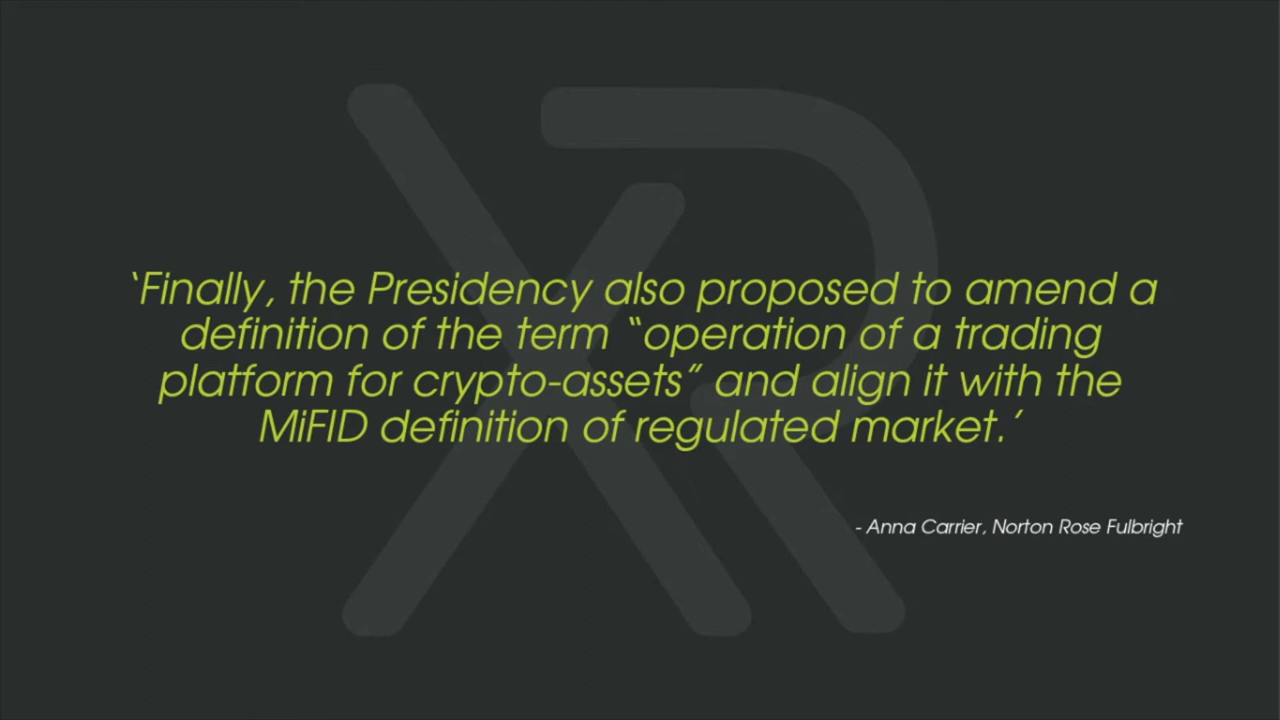 ‘Finally, the Presidency also proposed to amend a
definition of the term “operation of a trading
platform for crypto-assets” and align it with the
MiFID definition of regulated market.’
- Anna Carrier, Norton Rose Fulbright